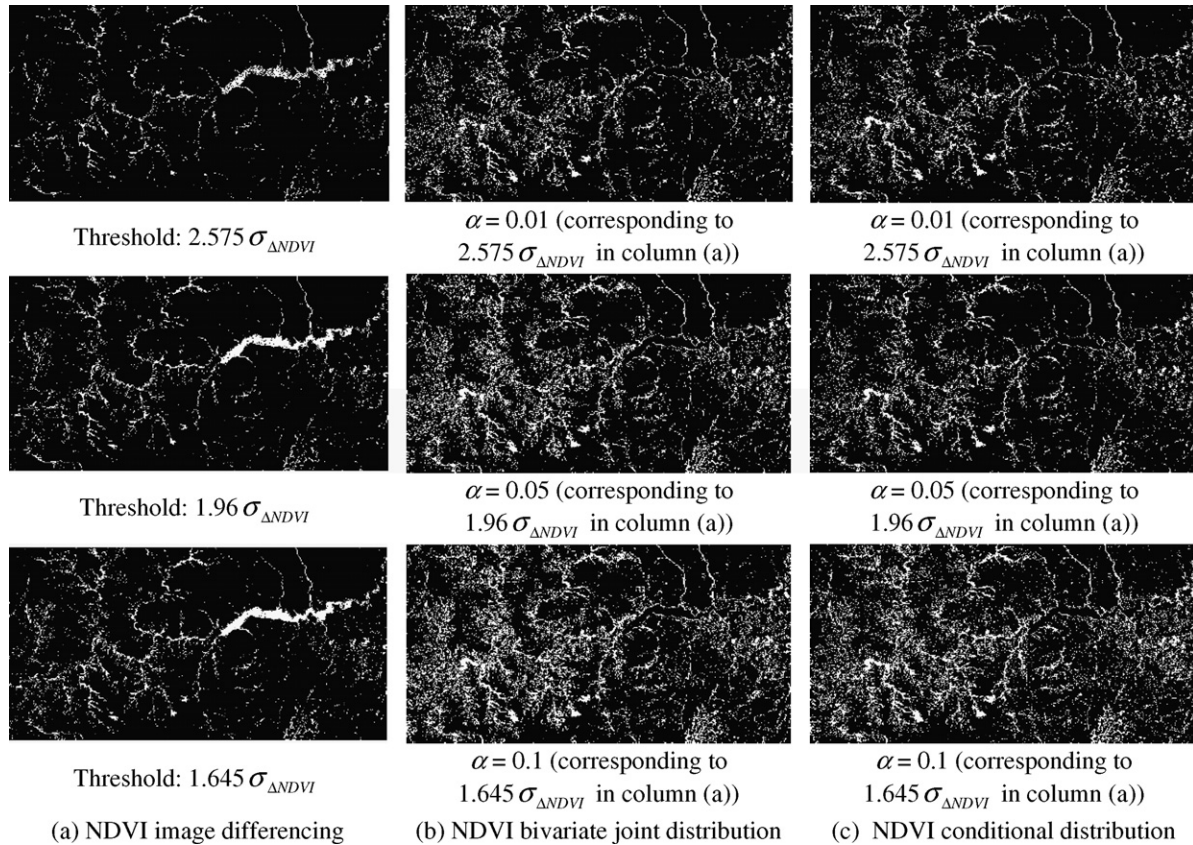 Threshold: 2.575 σ_ΔNDVI
α = 0.01 (corresponding to
2.575 σ_ΔNDVI in column (a))
α = 0.01 (corresponding to
2.575 σ_ΔNDVI in column (a))
Threshold: 1.96 σ_ΔNDVI
α = 0.05 (corresponding to
1.96 σ_ΔNDVI in column (a))
α = 0.05 (corresponding to
1.96 σ_ΔNDVI in column (a))
Threshold: 1.645 σ_ΔNDVI
α = 0.1 (corresponding to
1.645 σ_ΔNDVI in column (a))
α = 0.1 (corresponding to
1.645 σ_ΔNDVI in column (a))
(a) NDVI image differencing
(b) NDVI bivariate joint distribution
(c) NDVI conditional distribution